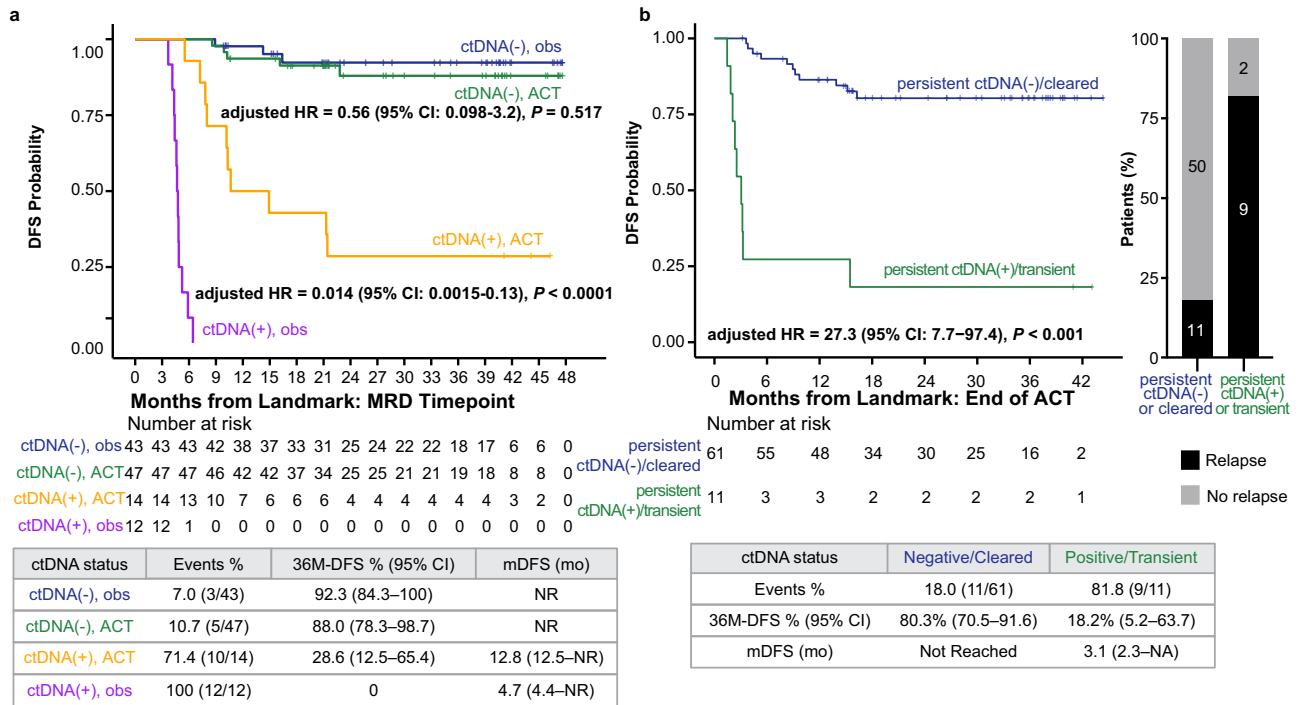 a
1.00
0.75
0.50
0.25
0.00
DFS Probability
ctDNA(-), obs
ctDNA(-), ACT
adjusted HR = 0.56 (95% CI: 0.098-3.2), P = 0.517
ctDNA(+), ACT
adjusted HR = 0.014 (95% CI: 0.0015-0.13), P < 0.0001
ctDNA(+), obs
0 3 6 9 12 15 18 21 24 27 30 33 36 39 42 45 48
Months from Landmark: MRD Timepoint
Number at risk
ctDNA(-), obs 43 43 43 42 38 37 33 31 25 24 22 22 18 17 6 6 0
ctDNA(-), ACT 47 47 47 46 42 42 37 34 25 25 21 21 19 18 8 8 0
ctDNA(+), ACT 14 14 13 10 7 6 6 6 4 4 4 4 4 4 3 2 0
ctDNA(+), obs 12 12 1 0 0 0 0 0 0 0 0 0 0 0 0 0 0
ctDNA status Events % 36M-DFS % (95% CI) mDFS (mo)
ctDNA(-), obs 7.0 (3/43) 92.3 (84.3–100) NR
ctDNA(-), ACT 10.7 (5/47) 88.0 (78.3–98.7) NR
ctDNA(+), ACT 71.4 (10/14) 28.6 (12.5–65.4) 12.8 (12.5–NR)
ctDNA(+), obs 100 (12/12) 0 4.7 (4.4–NR)
b
1.00
0.75
0.50
0.25
0.00
DFS Probability
persistent ctDNA(-)/cleared
persistent ctDNA(+)/transient
adjusted HR = 27.3 (95% CI: 7.7−97.4), P < 0.001
0 6 12 18 24 30 36 42
Months from Landmark: End of ACT
Number at risk
persistent
ctDNA(-)/cleared
61 55 48 34 30 25 16 2
persistent
ctDNA(+)/transient
11 3 3 2 2 2 2 1
100
75
50
25
0
Patients (%)
50
11
2
9
persistent
ctDNA(-)
or cleared
persistent
ctDNA(+)
or transient
Relapse
No relapse
ctDNA status Negative/Cleared Positive/Transient
Events % 18.0 (11/61) 81.8 (9/11)
36M-DFS % (95% CI) 80.3% (70.5–91.6) 18.2% (5.2–63.7)
mDFS (mo) Not Reached 3.1 (2.3–NA)